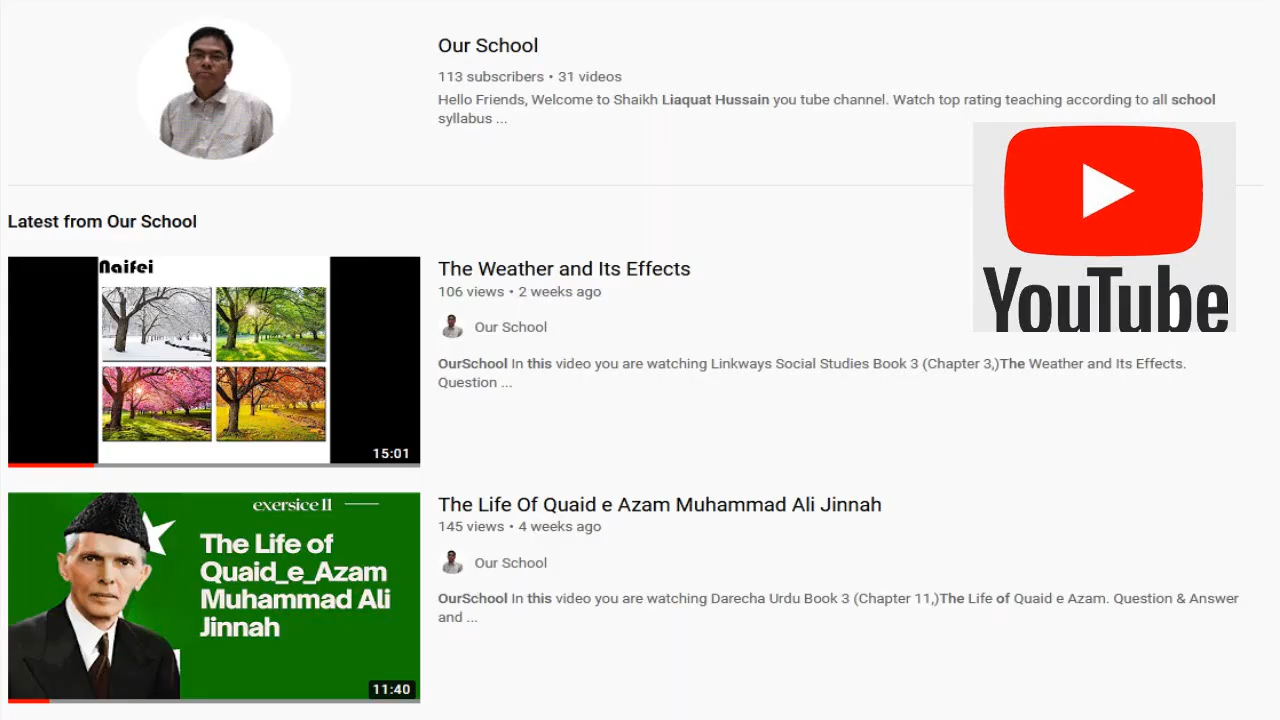 Our School
113 subscribers • 31 videos
Hello Friends, Welcome to Shaikh Liaquat Hussain you tube channel. Watch top rating teaching according to all school
syllabus ...
YouTube
Latest from Our School
Naifei
15:01
The Weather and Its Effects
106 views • 2 weeks ago
Our School
OurSchool In this video you are watching Linkways Social Studies Book 3 (Chapter 3,)The Weather and Its Effects.
Question ...
exersice 11
The Life of
Quaid_e_Azam
Muhammad Ali
Jinnah
11:40
The Life Of Quaid e Azam Muhammad Ali Jinnah
145 views • 4 weeks ago
Our School
OurSchool In this video you are watching Darecha Urdu Book 3 (Chapter 11,)The Life of Quaid e Azam. Question & Answer
and ...